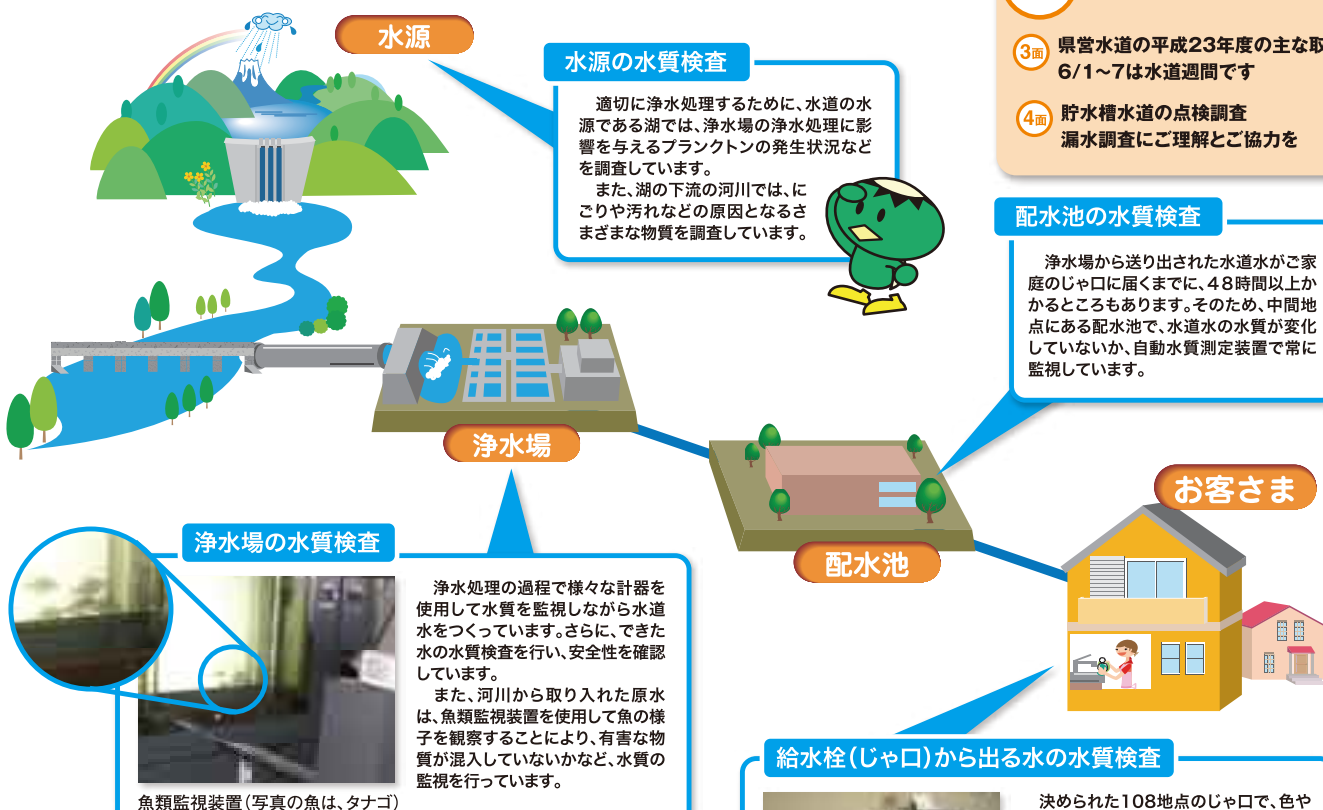 水源
水源の水質検査
　適切に浄水処理するために、水道の水
源である湖では、浄水場の浄水処理に影
響を与えるプランクトンの発生状況など
を調査しています。
　また、湖の下流の河川では、に
ごりや汚れなどの原因となるさ
まざまな物質を調査しています。
3面 県営水道の平成23年度の主な取
6/1〜7は水道週間です
4面 貯水槽水道の点検調査
漏水調査にご理解とご協力を
配水池の水質検査
　浄水場から送り出された水道水がご家
庭のじゃ口に届くまでに、48時間以上か
かるところもあります。そのため、中間地
点にある配水池で、水道水の水質が変化
していないか、自動水質測定装置で常に
監視しています。
浄水場
配水池
お客さま
浄水場の水質検査
　浄水処理の過程で様々な計器を
使用して水質を監視しながら水道
水をつくっています。さらに、できた
水の水質検査を行い、安全性を確認
しています。
　また、河川から取り入れた原水
は、魚類監視装置を使用して魚の様
子を観察することにより、有害な物
質が混入していないかなど、水質の
監視を行っています。
魚類監視装置(写真の魚は、タナゴ)
給水栓(じゃ口)から出る水の水質検査
決められた108地点のじゃ口で、色や